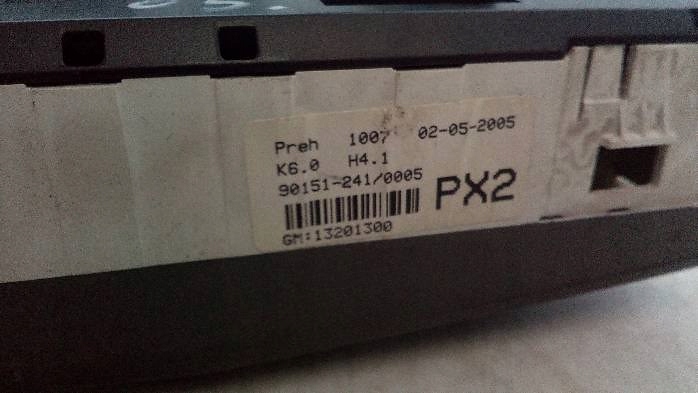 Preh 1007 02-05-2005
K6.0 H4.1
90151-241/0005
PX2
GM:13201300